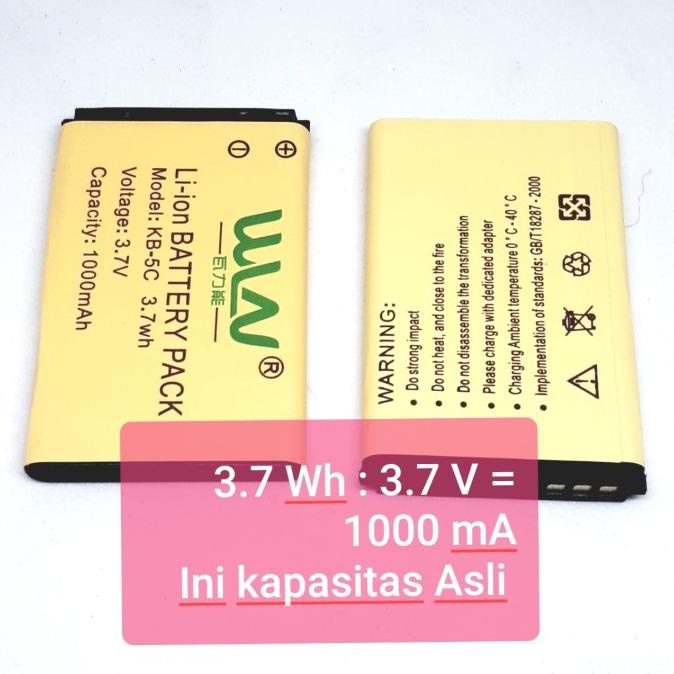 WLN®
瓦力能
Li-ion BATTERY PACK
Model: KB-5C 3.7wh
Voltage: 3.7V
Capacity: 1000mAh
WARNING:
• Do strong impact
• Do not heat, and close to the fire
• Do not disassemble the transformation
• Please charge with dedicated adapter
• Charging Ambient temperature 0°C-40°C
• Implementation of standards: GB/T18287-2000
3.7 Wh : 3.7 V =
1000 mA
Ini kapasitas Asli